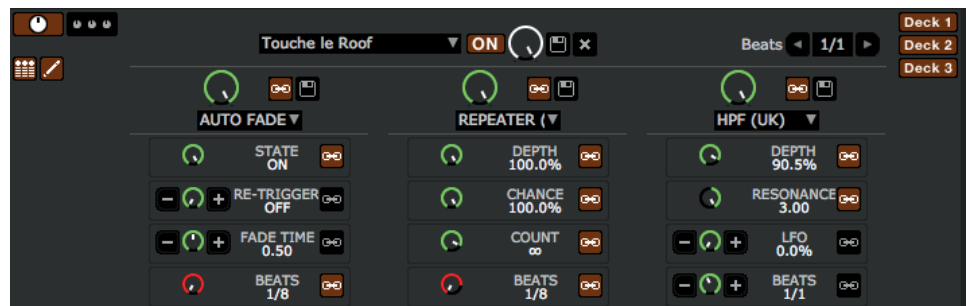 Touche le Roof ON Beats 1/1
Deck 1
Deck 2
Deck 3
AUTO FADE REPEATER ( HPF (UK)
STATE DEPTH DEPTH
ON 100.0% 90.5%
RE-TRIGGER CHANCE RESONANCE
OFF 100.0% 3.00
FADE TIME COUNT LFO
0.50 ∞ 0.0%
BEATS BEATS BEATS
1/8 1/8 1/1